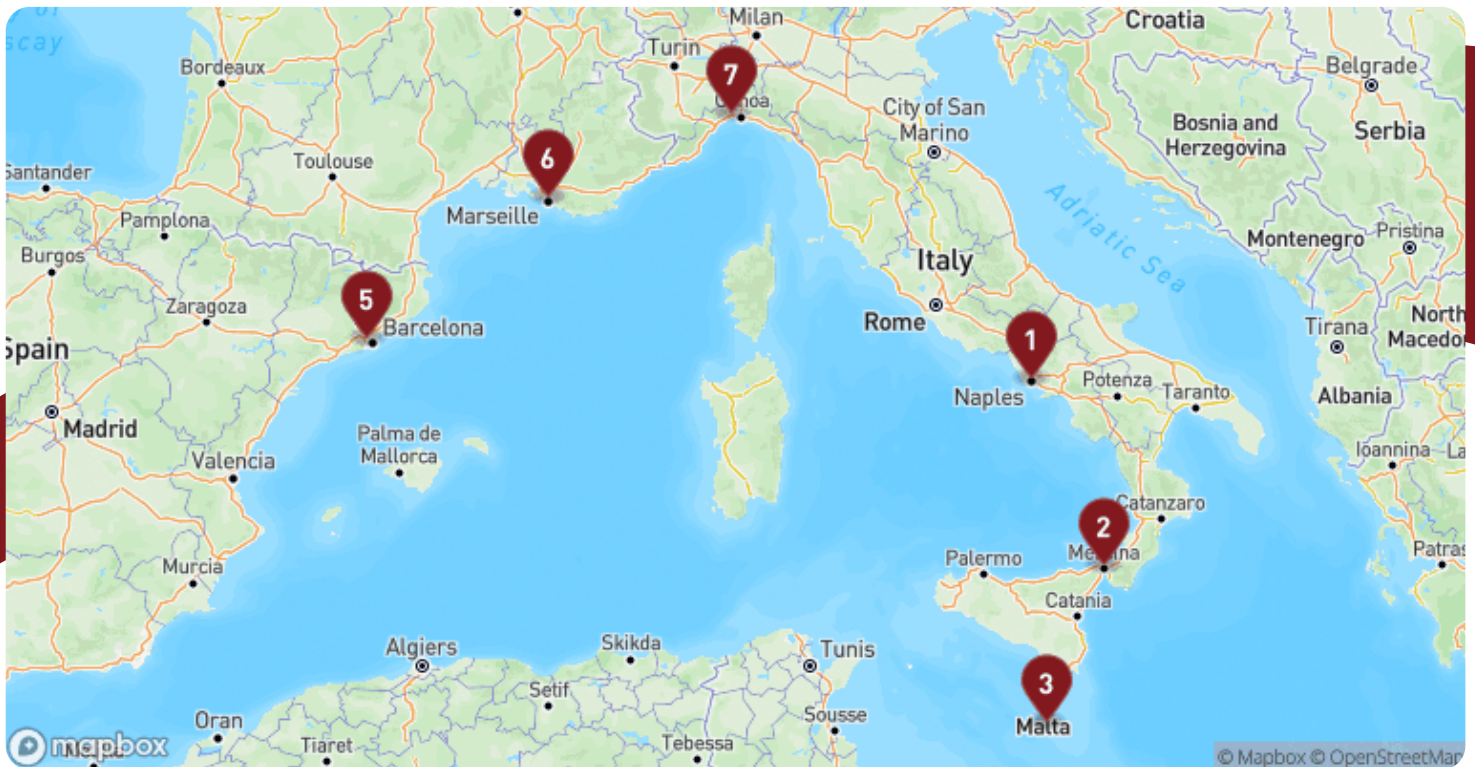 Milan
Croatia
scay
Turin
7
Bordeaux
Belgrade
City of San
Marino
Bosnia and
Herzegovina
Serbia
6
Toulouse
Santander
Marseille
Pamplona
Adriatic Sea
Montenegro
Pristina
Burgos
Italy
5
Zaragoza
Barcelona
Rome
1
Tirana
North
Macedo
Spain
Naples
Potenza
Taranto
Albania
Madrid
Palma de
Mallorca
Valencia
Ioannina
La
2
Catanzaro
Palermo
Patras
Murcia
Catania
Algiers
Skikda
Tunis
3
Setif
Malta
Sousse
Oran
Tiaret
Tebessa
mapbox
© Mapbox © OpenStreetMap